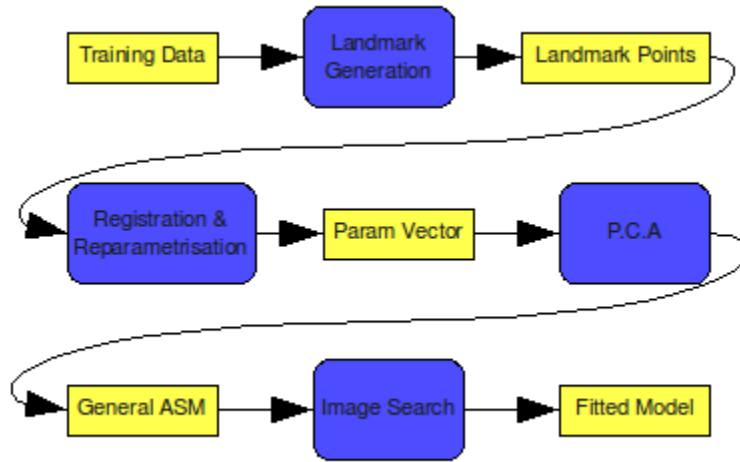 Training Data
Landmark
Generation
Landmark Points
Registration &
Reparametrisation
Param Vector
P.C.A
General ASM
Image Search
Fitted Model